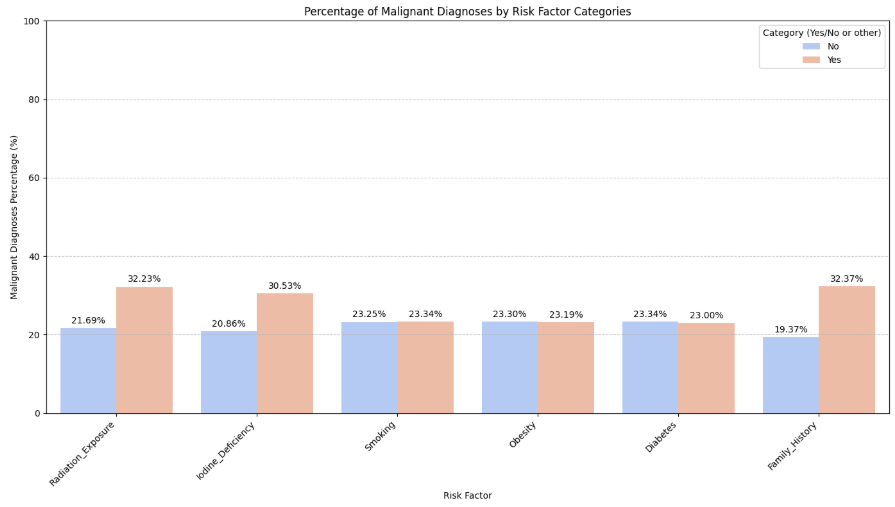 Percentage of Malignant Diagnoses by Risk Factor Categories
Category (Yes/No or other)
No
Yes
Malignant Diagnoses Percentage (%)
100
80
60
40
20
0
21.69%
32.23%
20.86%
30.53%
23.25%
23.34%
23.30%
23.19%
23.34%
23.00%
19.37%
32.37%
Radiation_Exposure
Iodine_Deficiency
Smoking
Obesity
Diabetes
Family_History
Risk Factor